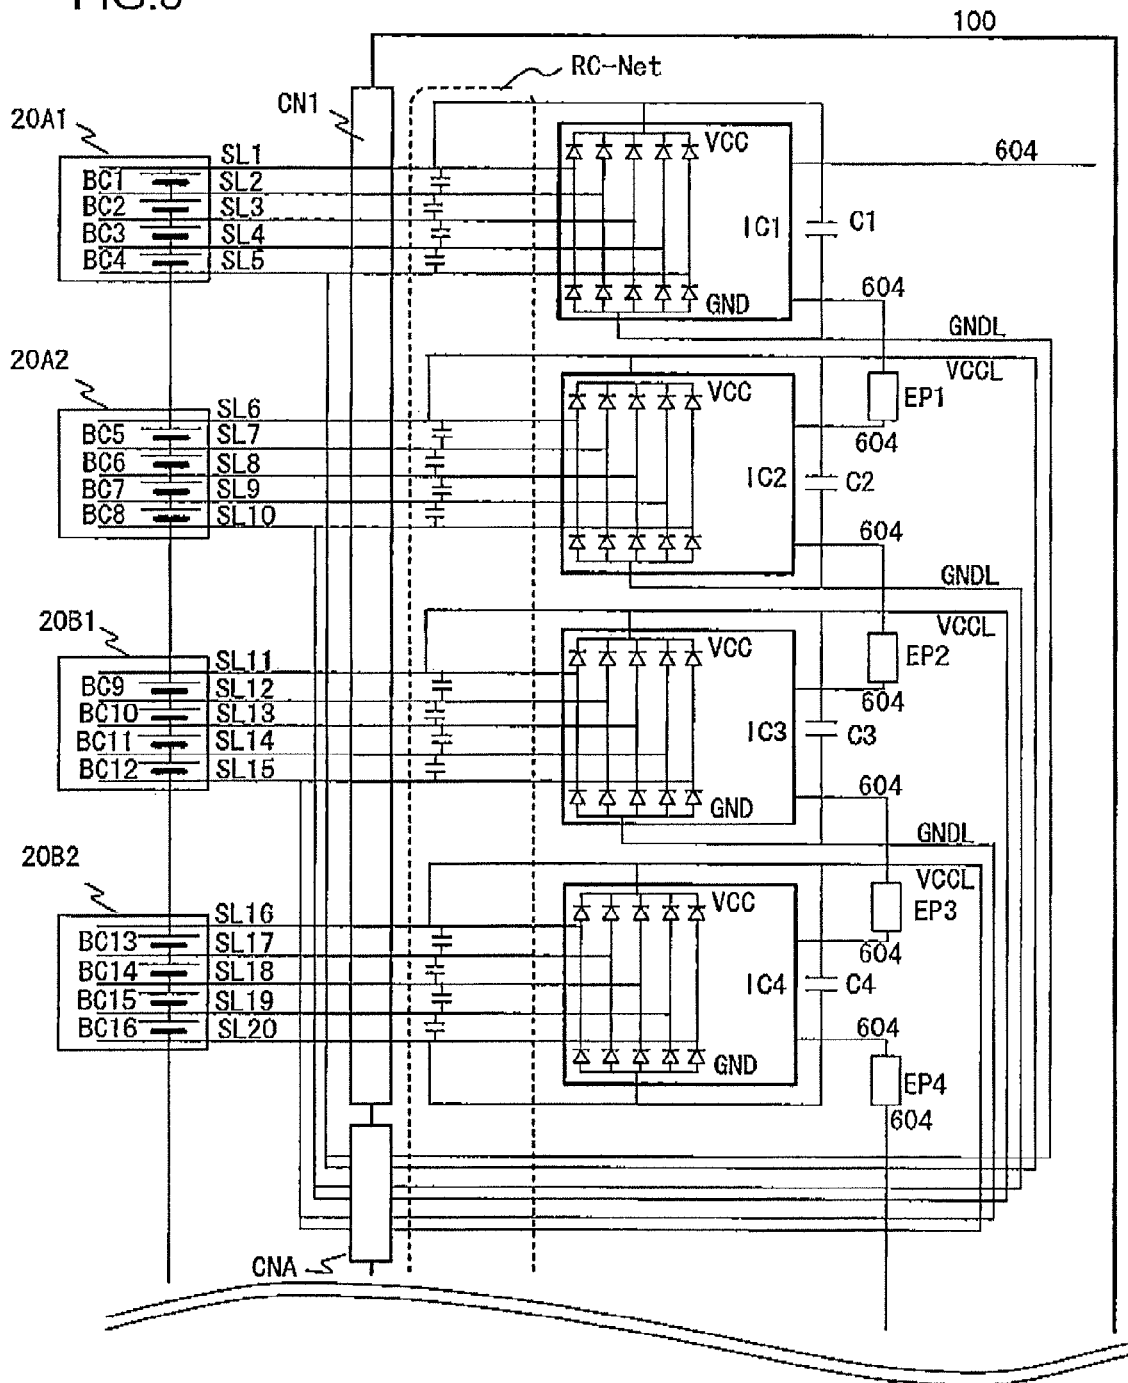 100
RC-Net
CN1
20A1
SL1
BC1
SL2
BC2
SL3
BC3
SL4
BC4
SL5
VCC
604
IC1
C1
GND
604
GNDL
VCCL
20A2
SL6
BC5
SL7
BC6
SL8
BC7
SL9
BC8
SL10
VCC
EP1
604
IC2
C2
604
GNDL
VCCL
20B1
SL11
BC9
SL12
BC10
SL13
BC11
SL14
BC12
SL15
VCC
EP2
604
IC3
C3
604
GND
GNDL
VCCL
20B2
SL16
BC13
SL17
BC14
SL18
BC15
SL19
BC16
SL20
VCC
EP3
604
IC4
C4
604
GND
EP4
604
CNA